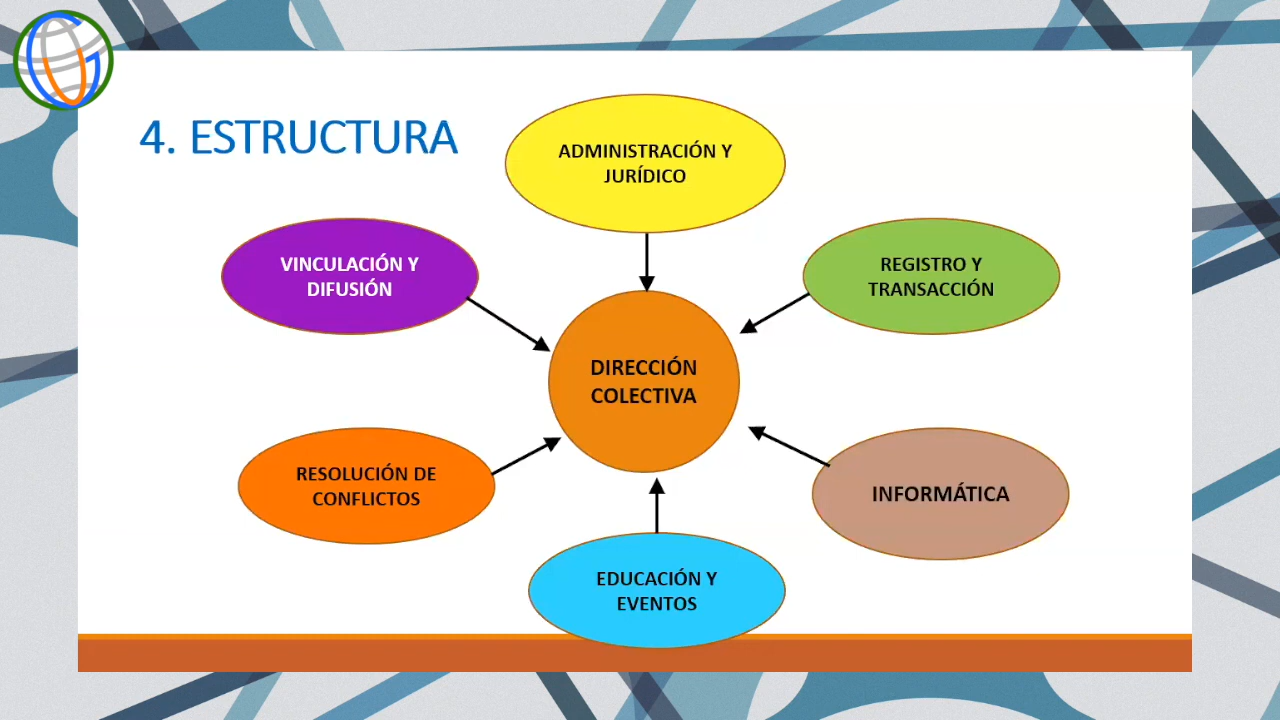 4. ESTRUCTURA
ADMINISTRACIÓN Y
JURÍDICO
VINCULACIÓN Y
DIFUSIÓN
REGISTRO Y
TRANSACCIÓN
DIRECCIÓN
COLECTIVA
RESOLUCIÓN DE
CONFLICTOS
INFORMÁTICA
EDUCACIÓN Y
EVENTOS